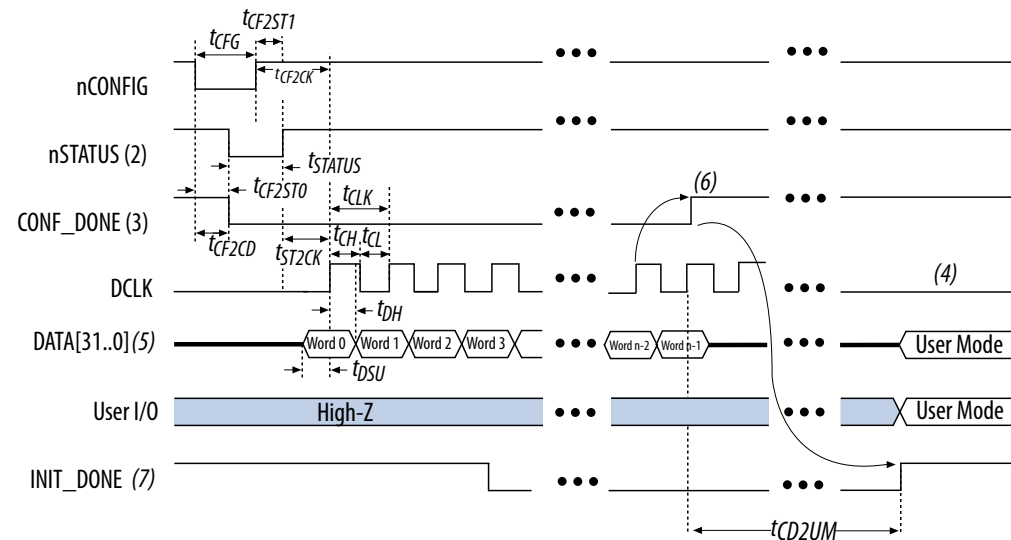 tCF2ST1
tCFG
tCF2CK
nCONFIG
nSTATUS (2)
tSTATUS
tCF2ST0
tCLK
(6)
CONF_DONE (3)
tCF2CD
tST2CK
tCH tCL
(4)
DCLK
tDH
DATA[31..0](5)
Word 0 Word 1 Word 2 Word 3 Word n-2 Word n-1 User Mode
tDSU
User I/O High-Z User Mode
INIT_DONE (7)
tCD2UM